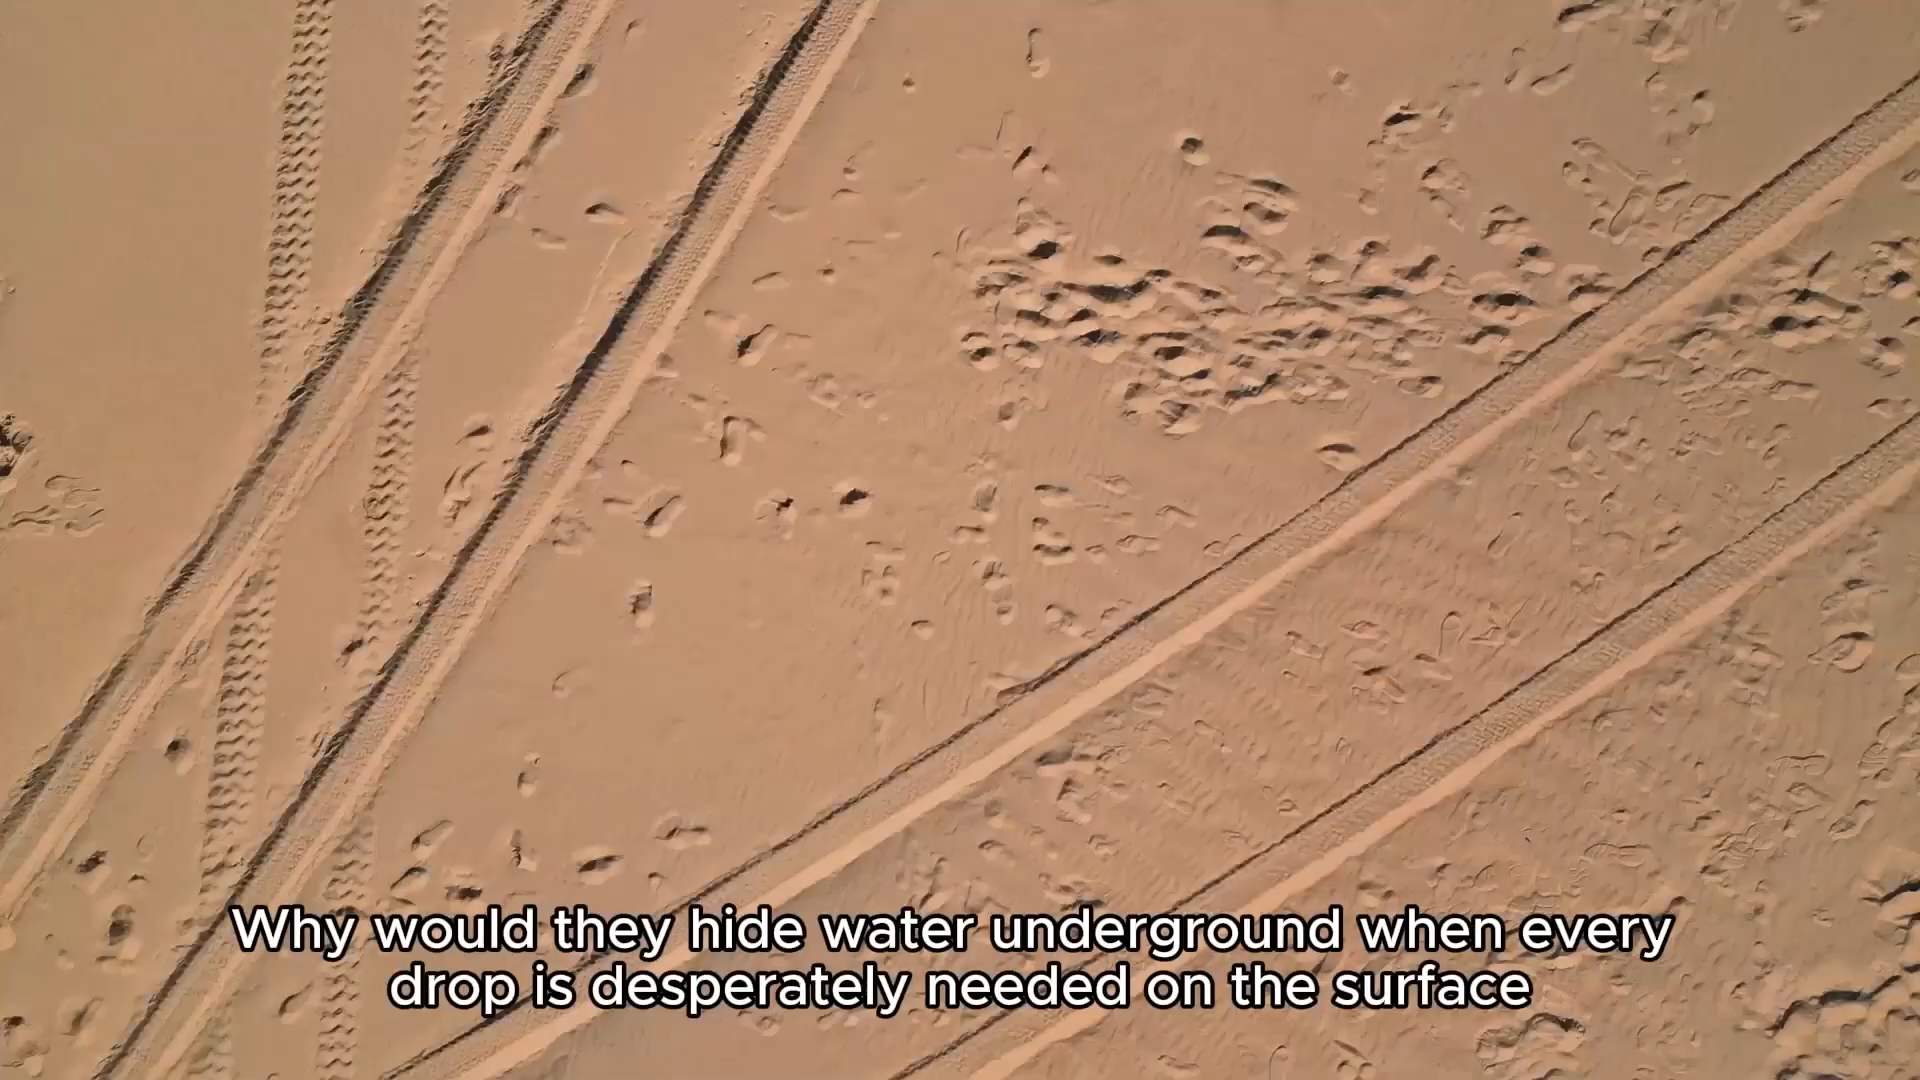 Why would they hide water underground when every
drop is desperately needed on the surface